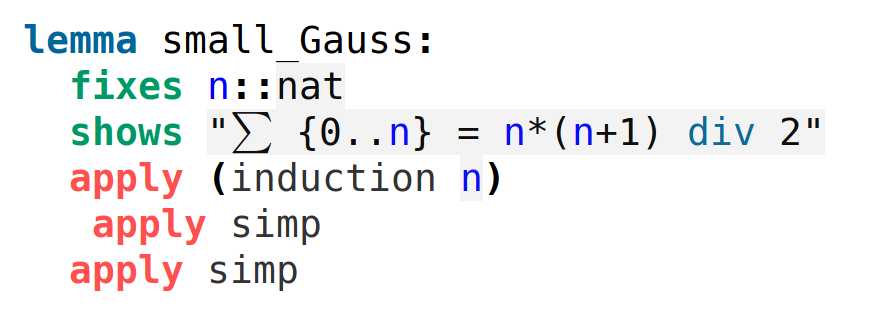 lemma small_Gauss:
  fixes n::nat
  shows "∑ {0..n} = n*(n+1) div 2"
  apply (induction n)
   apply simp
  apply simp